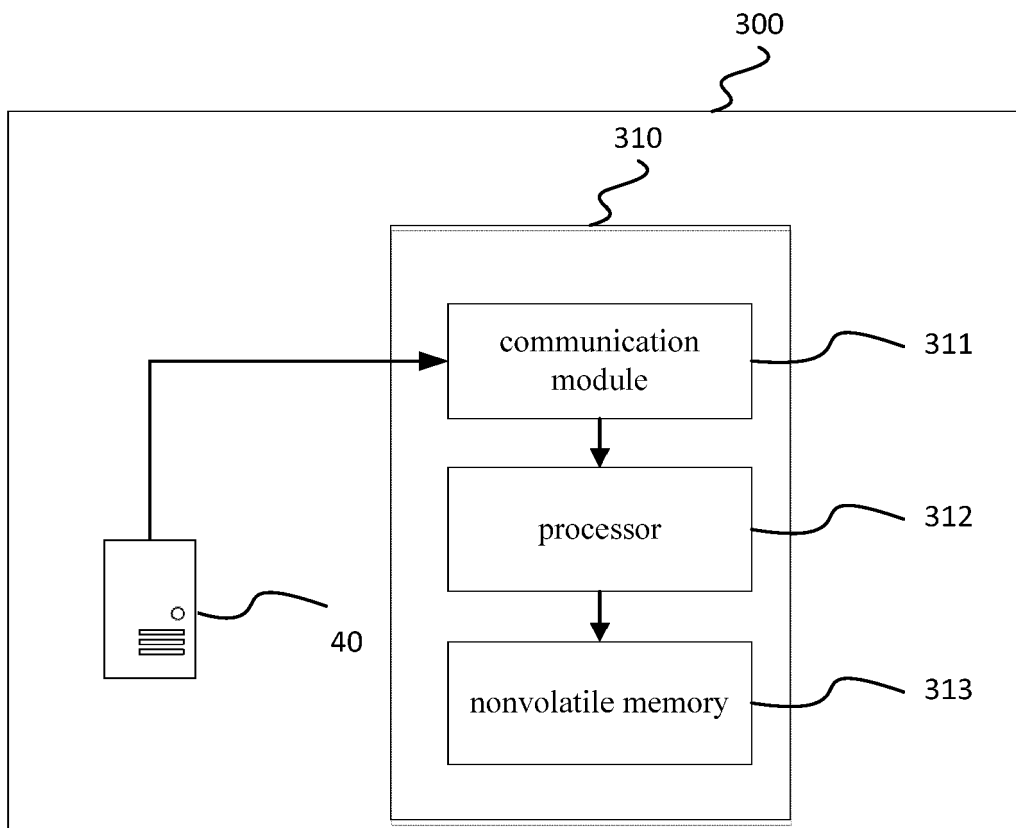 300
310
communication
module
311
processor
312
40
nonvolatile memory
313